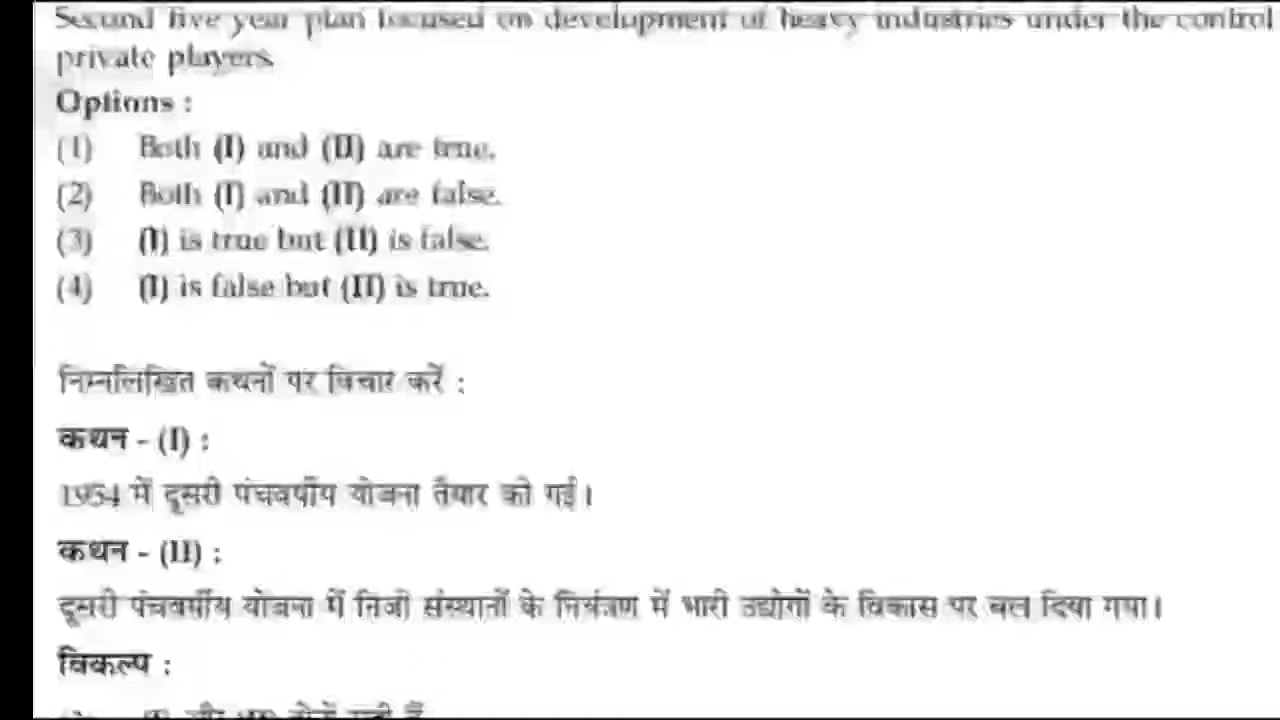 Second five year plan focused on development of heavy industries under the control
private players
Options :
(1) Both (I) and (II) are true.
(2) Both (I) and (II) are false.
(3) (I) is true but (II) is false.
(4) (I) is false but (II) is true.
निम्नलिखित कथनों पर विचार करें :
कथन - (I) :
1954 में दूसरी पंचवर्षीय योजना तैयार की गई।
कथन - (II) :
दूसरी पंचवर्षीय योजना में निजी संस्थानों के नियंत्रण में भारी उद्योगों के विकास पर बल दिया गया।
विकल्प :